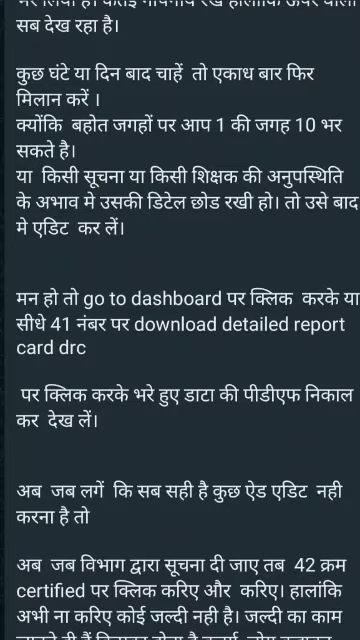 सब देख रहा है।
कुछ घंटे या दिन बाद चाहें तो एकाध बार फिर
मिलान करें ।
क्योंकि बहोत जगहों पर आप 1 की जगह 10 भर
सकते है।
या किसी सूचना या किसी शिक्षक की अनुपस्थिति
के अभाव मे उसकी डिटेल छोड रखी हो। तो उसे बाद
मे एडिट कर लें।
मन हो तो go to dashboard पर क्लिक करके या
सीधे 41 नंबर पर download detailed report
card drc
पर क्लिक करके भरे हुए डाटा की पीडीएफ निकाल
कर देख लें।
अब जब लगें कि सब सही है कुछ ऐड एडिट नही
करना है तो
अब जब विभाग द्वारा सूचना दी जाए तब 42 क्रम
certified पर क्लिक करिए और करिए। हालांकि
अभी ना करिए कोई जल्दी नही है। जल्दी का काम